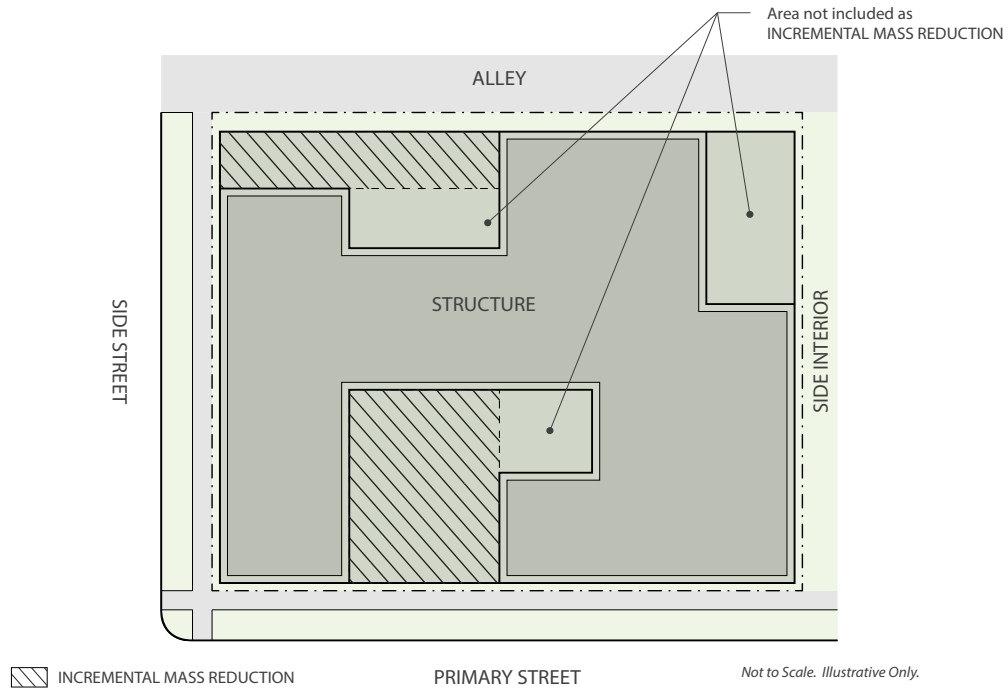 Area not included as
INCREMENTAL MASS REDUCTION
ALLEY
STRUCTURE
SIDE STREET
SIDE INTERIOR
INCREMENTAL MASS REDUCTION
PRIMARY STREET
Not to Scale. Illustrative Only.